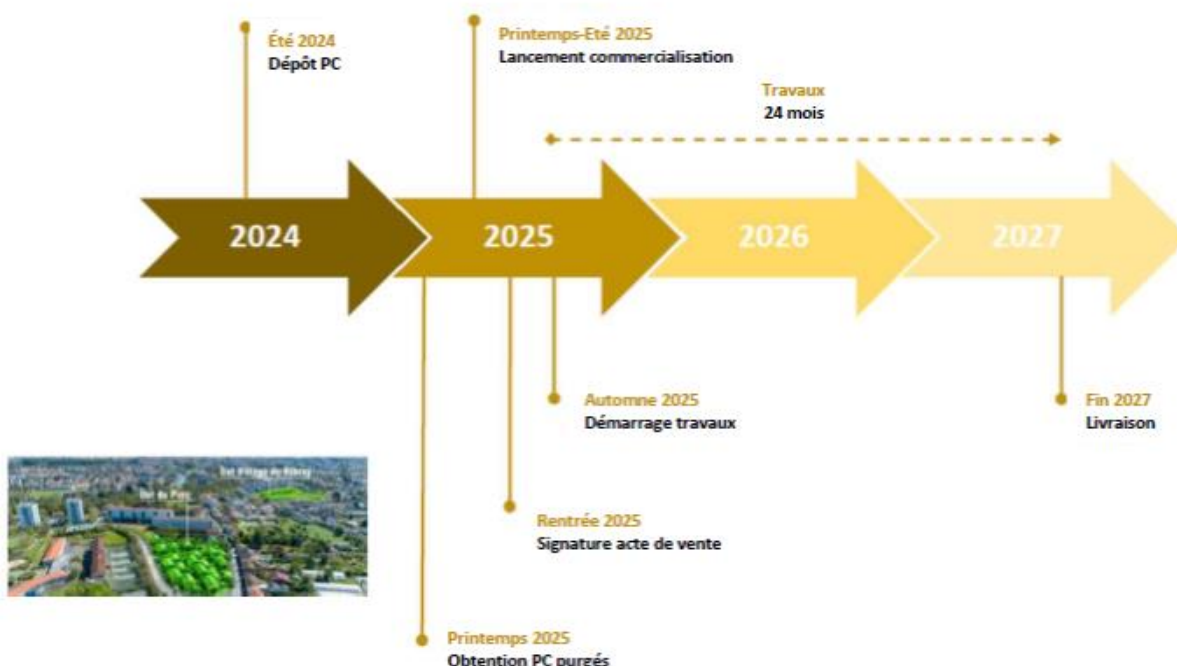 Été 2024
Dépôt PC
Printemps-Eté 2025
Lancement commercialisation
Travaux
24 mois
2024
2025
2026
2027
Automne 2025
Démarrage travaux
Fin 2027
Livraison
Rentrée 2025
Signature acte de vente
Printemps 2025
Obtention PC purgés